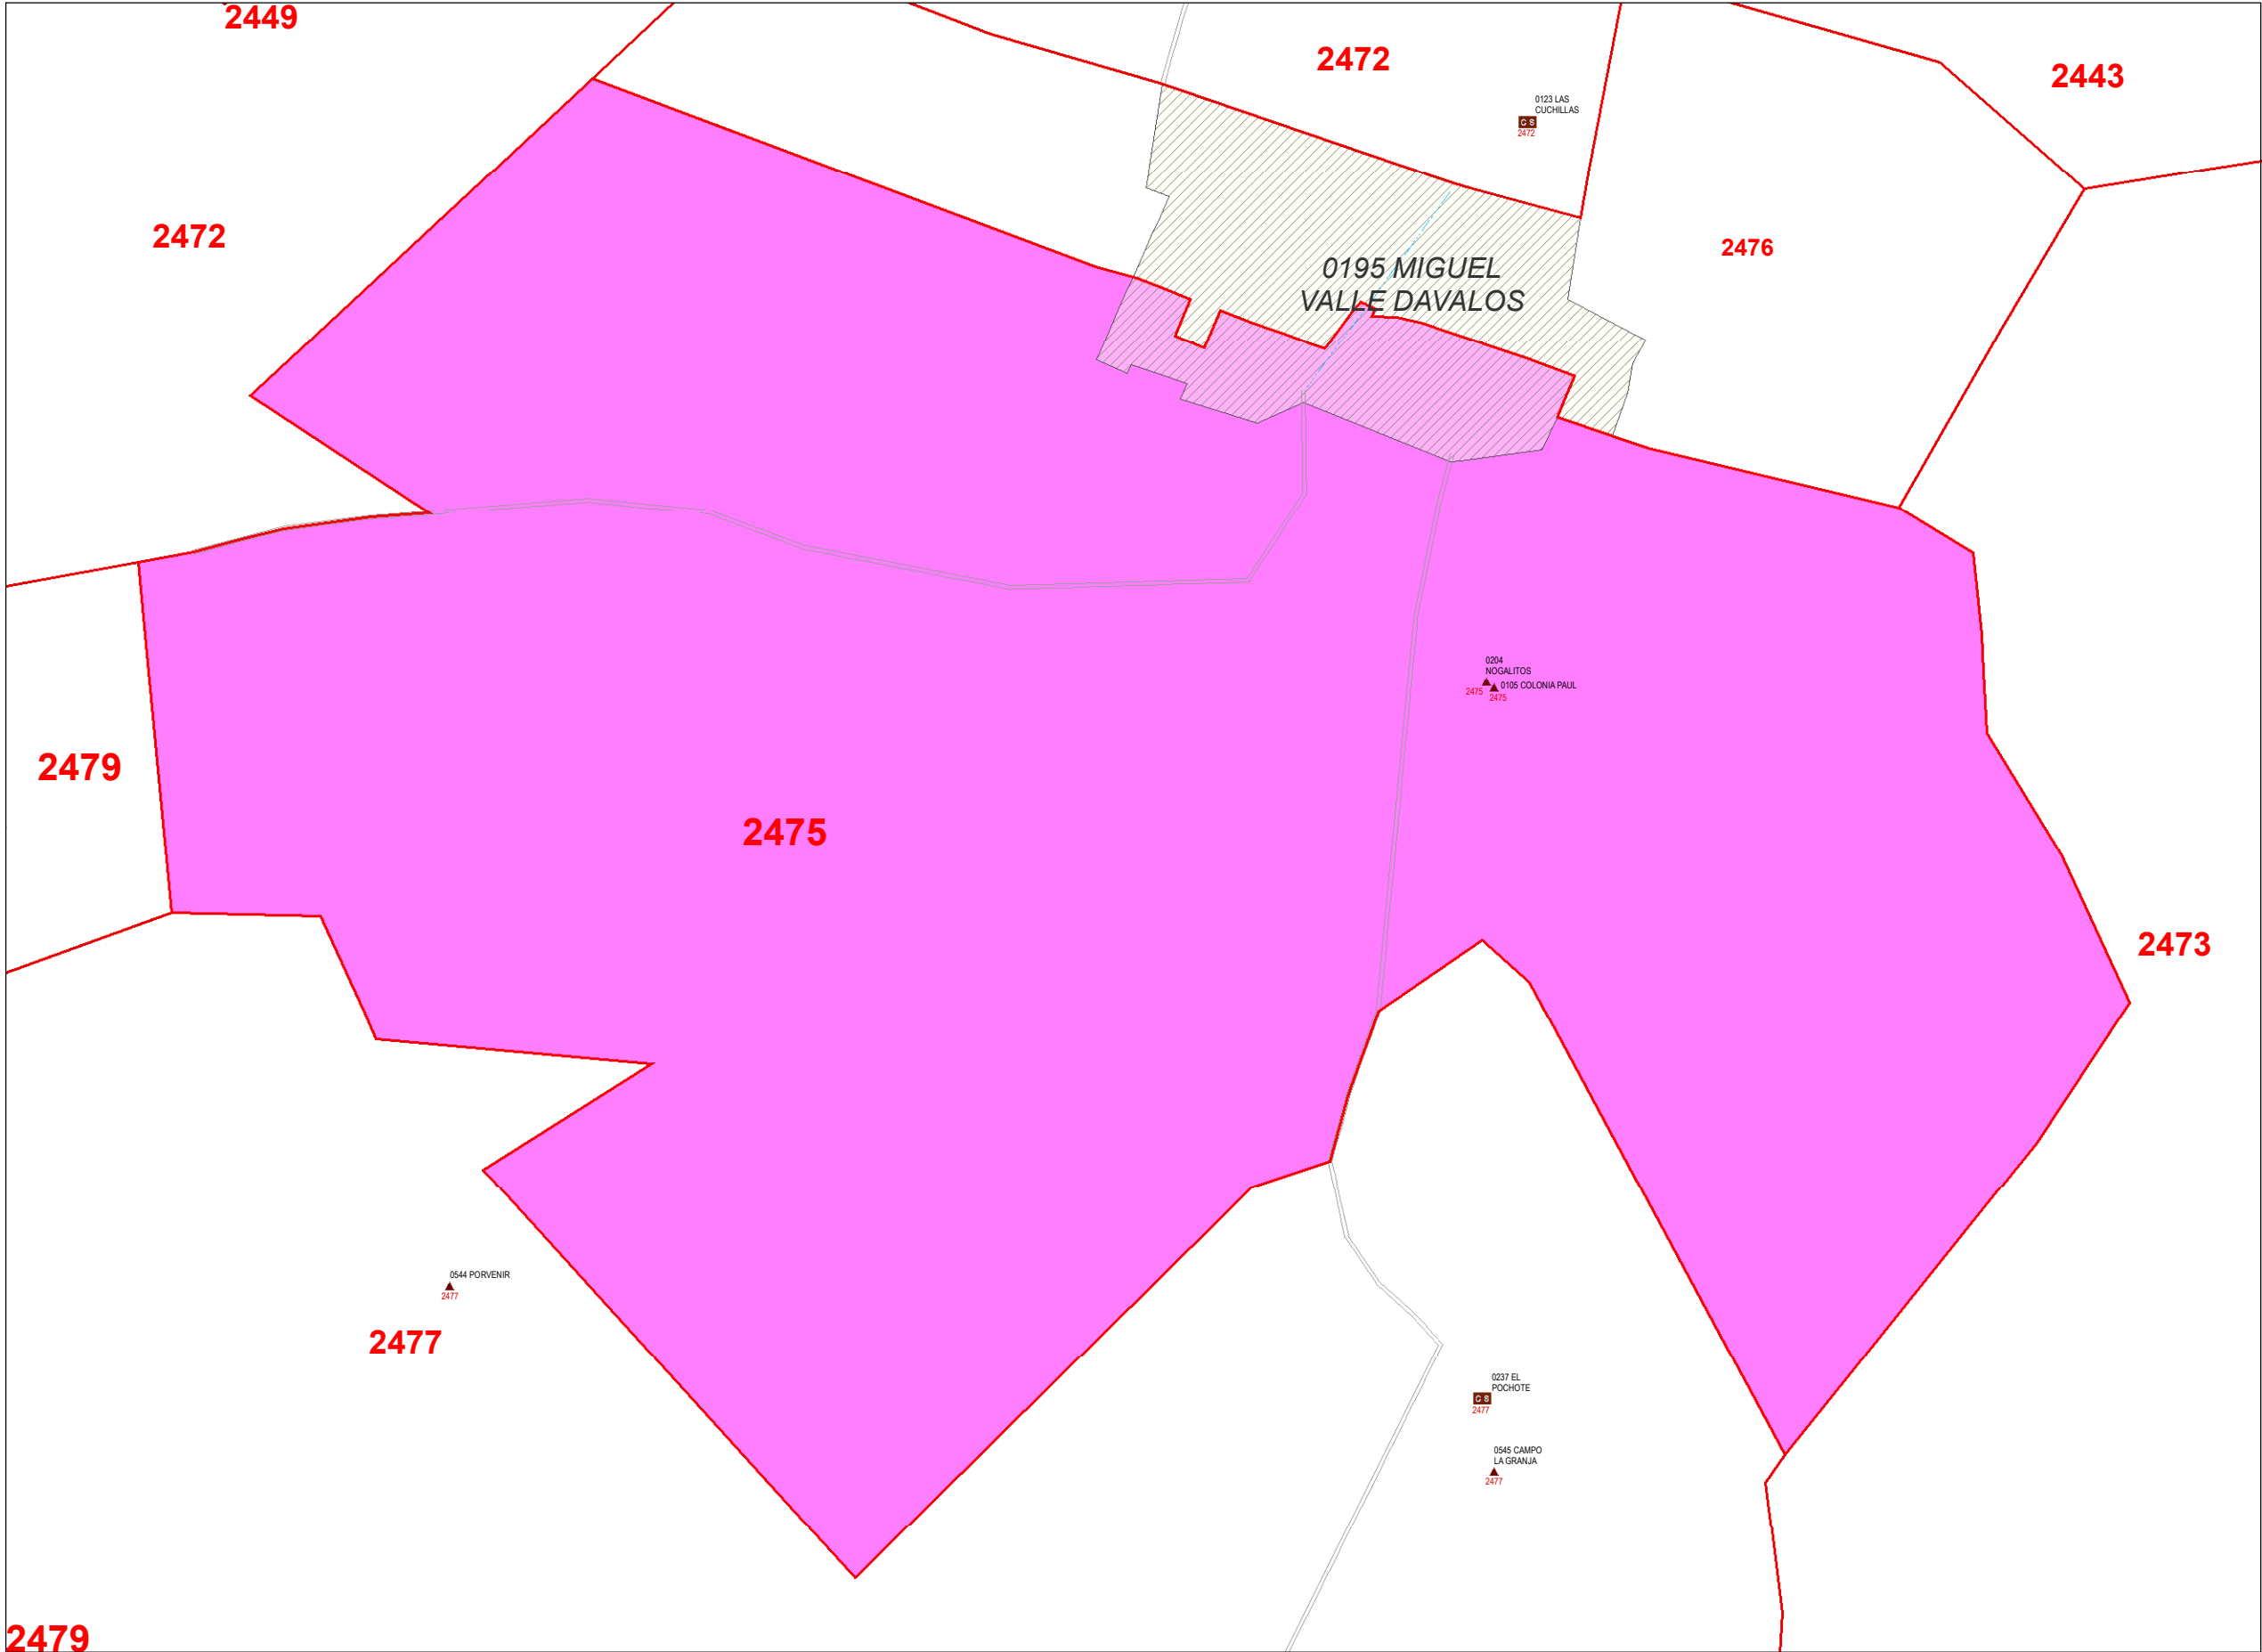 2449
2472
2443
0123 LAS
CUCHILLAS
C S
2472
2472
2476
0195 MIGUEL
VALLE DAVALOS
0204
NOGALITOS
2475
0105 COLONIA PAUL
2475
2479
2475
2473
0544 PORVENIR
2477
2477
0237 EL
POCHOTE
C S
2477
0545 CAMPO
LA GRANJA
2477
2479